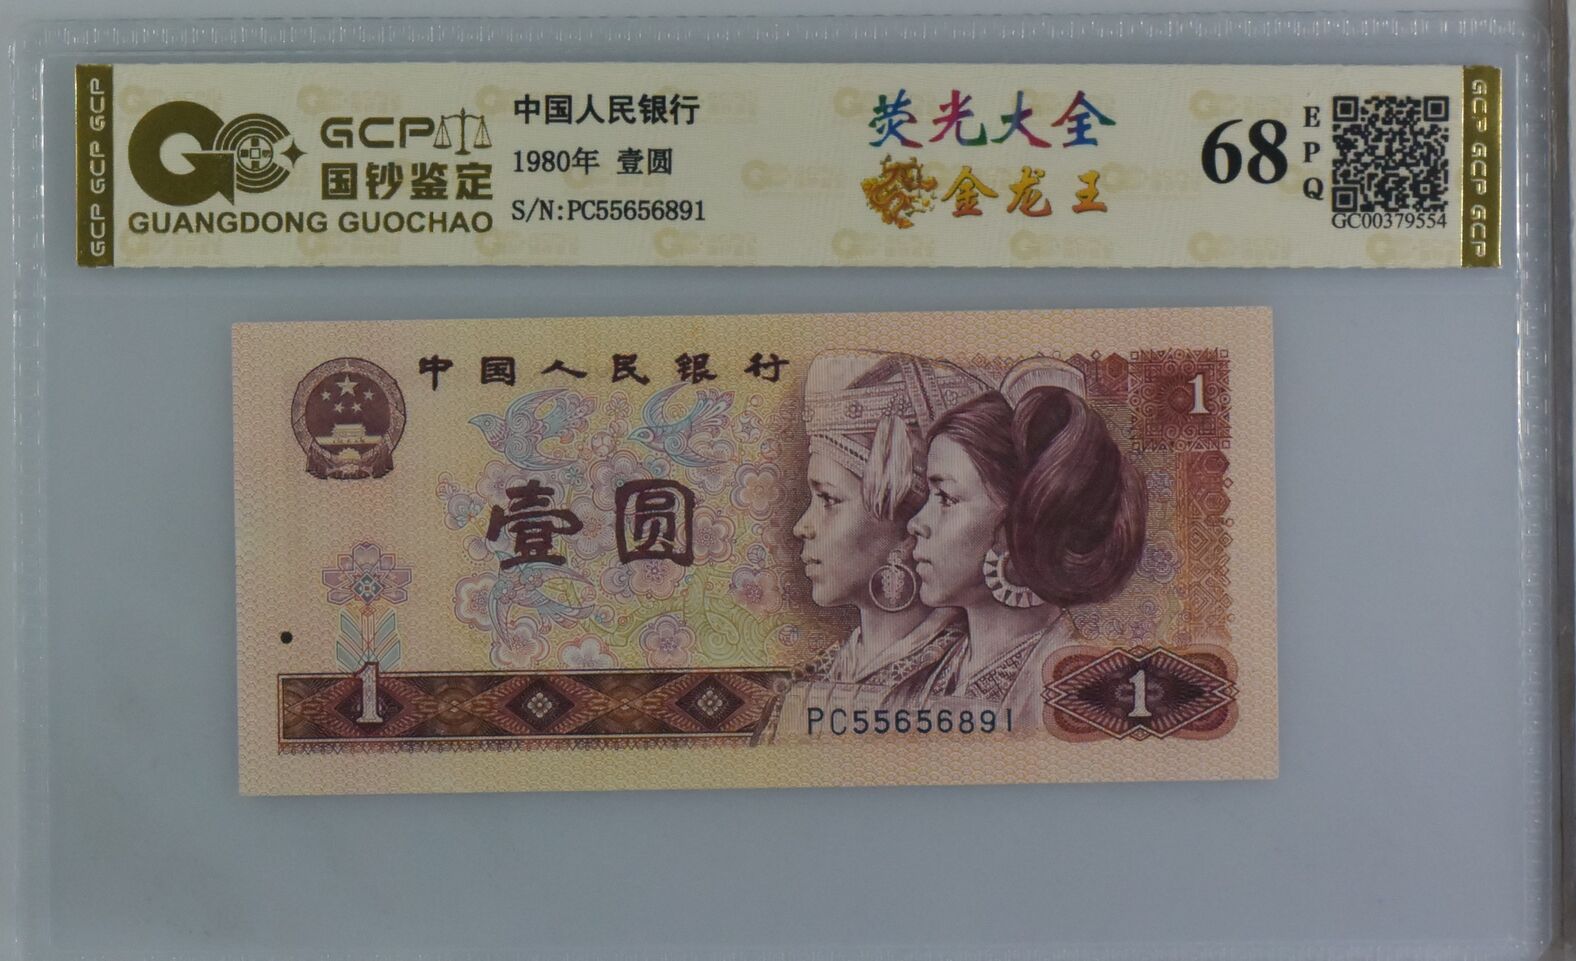 GCP GCP GCP
GCP
国钞鉴定
GUANGDONG GUOCHAO
中国人民银行
1980年 壹圆
S/N:PC55656891
荧光大全
金龙王
68
EPQ
GC00379554
GCP GCP GCP
中国人民银行
1
壹圆
1
PC55656891
1